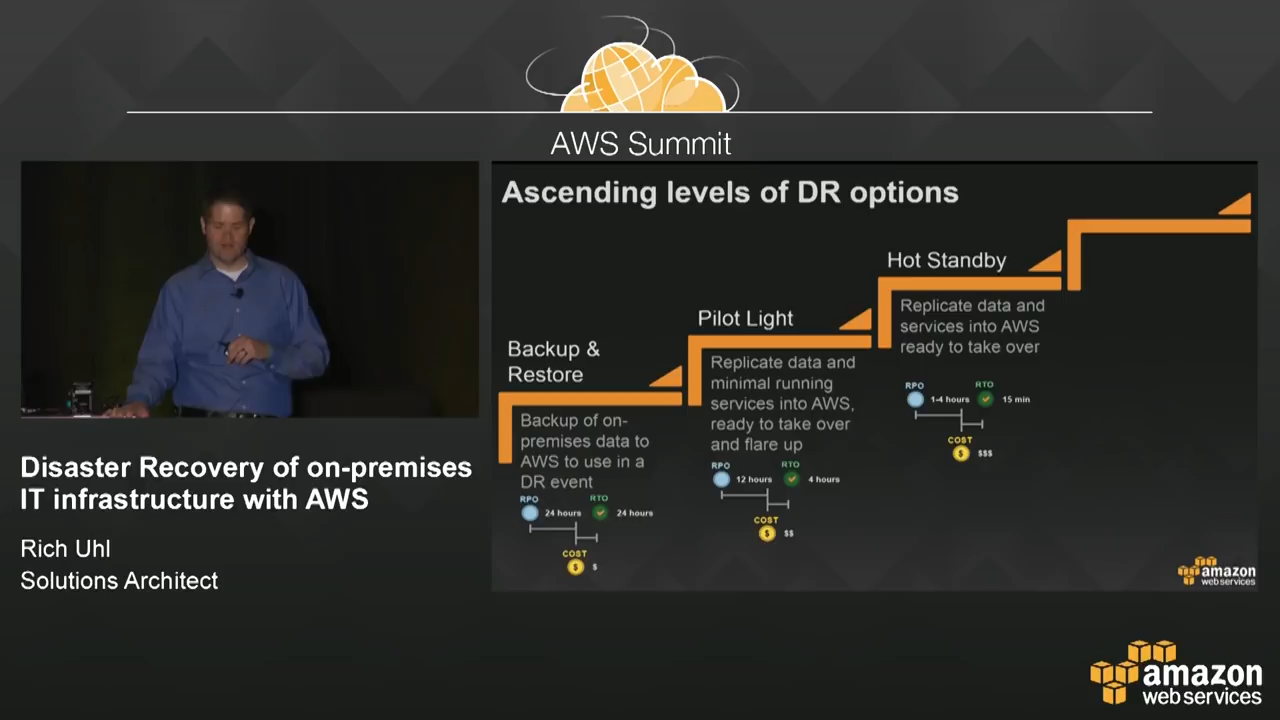 AWS Summit
Ascending levels of DR options
Backup &
Restore
Backup of on-
premises data to
AWS to use in a
DR event
RPO
24 hours
RTO
24 hours
COST
$
$
Pilot Light
Replicate data and
minimal running
services into AWS,
ready to take over
and flare up
RPO
12 hours
RTO
4 hours
COST
$
$$
Hot Standby
Replicate data and
services into AWS
ready to take over
RPO
1-4 hours
RTO
15 min
COST
$
$$$
amazon
web services
Disaster Recovery of on-premises
IT infrastructure with AWS
Rich Uhl
Solutions Architect
amazon
web services